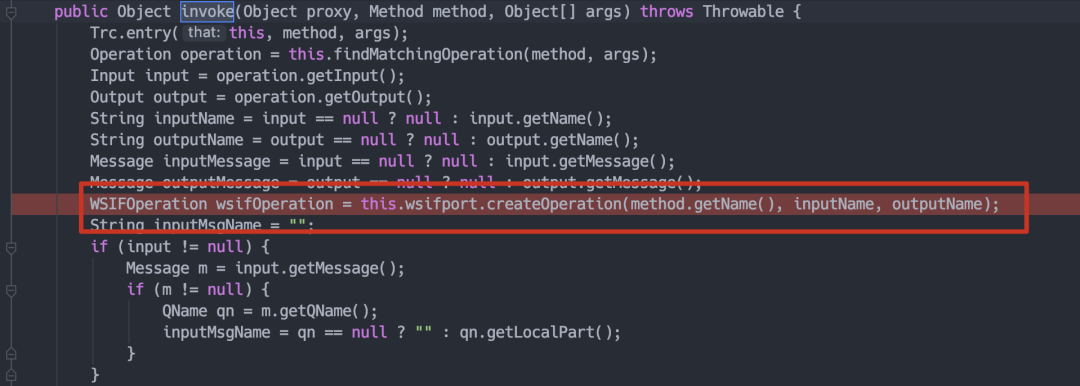 public Object invoke(Object proxy, Method method, Object[] args) throws Throwable {
Trc.entry( that: this, method, args);
Operation operation = this.findMatchingOperation(method, args);
Input input = operation.getInput();
Output output = operation.getOutput();
String inputName = input == null ? null : input.getName();
String outputName = output == null ? null : output.getName();
Message inputMessage = input == null ? null : input.getMessage();
Message outputMessage = output == null ? null : output.getMessage();
WSIFOperation wsifOperation = this.wsifport.createOperation(method.getName(), inputName, outputName);
String inputMsgName = "";
if (input != null) {
Message m = input.getMessage();
if (m != null) {
QName qn = m.getQName();
inputMsgName = qn == null ? "" : qn.getLocalPart();
}
}